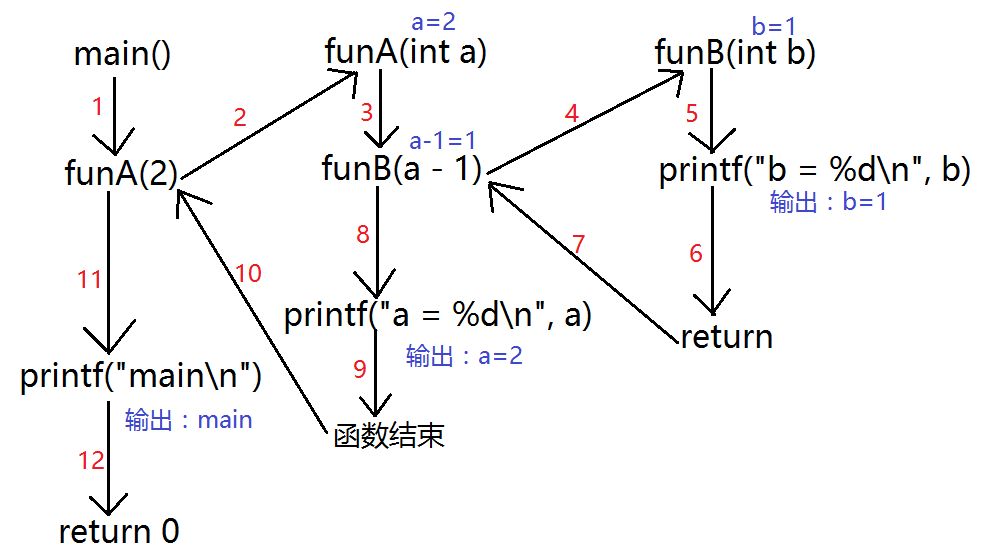 a=2
b=1
main()
funA(int a)
funB(int b)
1
2
3
4
5
a-1=1
funA(2)
funB(a - 1)
printf("b = %d\n", b)
输出：b=1
8
7
6
11
10
printf("a = %d\n", a)
return
输出：a=2
9
printf("main\n")
输出：main
函数结束
12
return 0